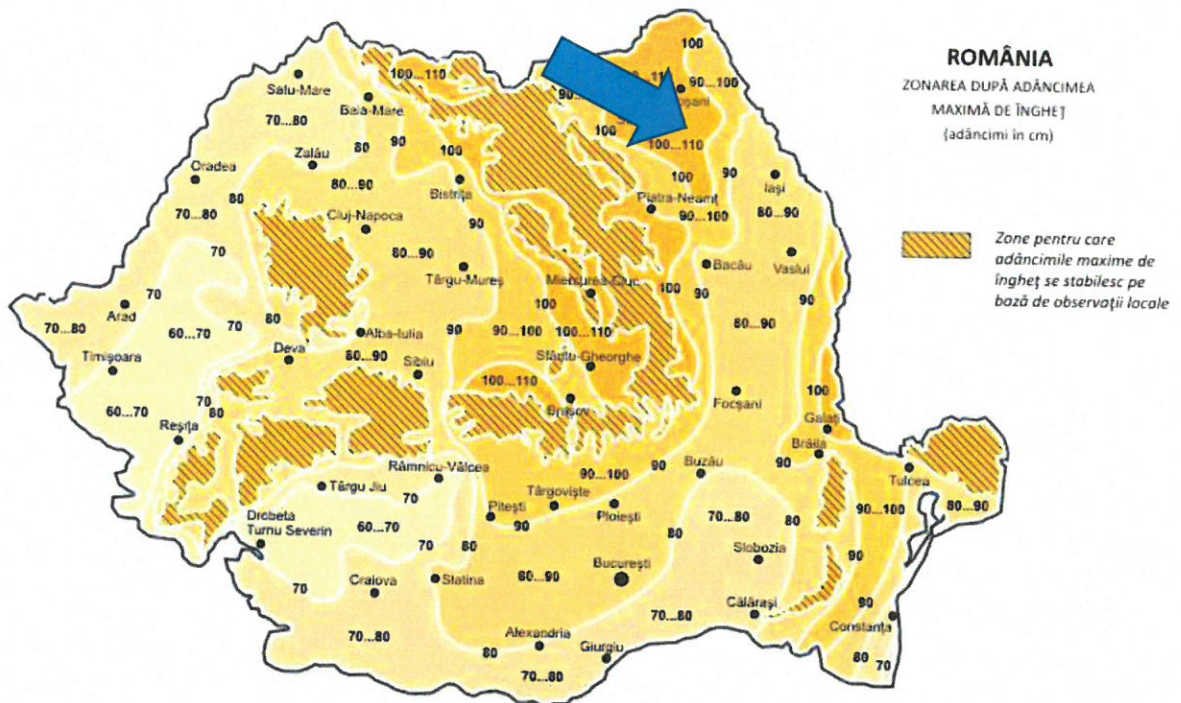 ROMÂNIA
ZONAREA DUPĂ ADÂNCIMEA
MAXIMĂ DE ÎNGHEȚ
(adâncimi în cm)
Zone pentru care
adâncimile maxime de
îngheț se stabilesc pe
bază de observații locale
100
100...110
90...100
Satu-Mare
Baia-Mare
70...80
90
100
100...110
80
100
Zalău
Oradea
80...90
Bistrița
100
90
Iași
80
Piatra-Neamț
80...90
70...80
90...100
Cluj-Napoca
90
70
80...90
Bacău
Vaslui
Târgu-Mureș
100
90
90
Miercurea-Ciuc
70
100
70...80
Arad
60...70
70
80
90
90...100
100...110
80...90
Alba-Iulia
Timișoara
Deva
80...90
Sibiu
Sfântu-Gheorghe
100...110
100
60...70
70
80
Brașov
Focșani
Reșița
Galați
Brăila
90
90
Râmnicu-Vâlcea
90...100
Buzău
Tulcea
Târgu Jiu
70
Târgoviște
90...100
80...90
Drobeta
Turnu Severin
60...70
Pitești
90
Ploiești
70...80
80
80
70
80
Slobozia
90
70
Craiova
Slatina
80...90
București
Călărași
90
Constanța
70...80
80
Alexandria
Giurgiu
70...80
70...80
80
70